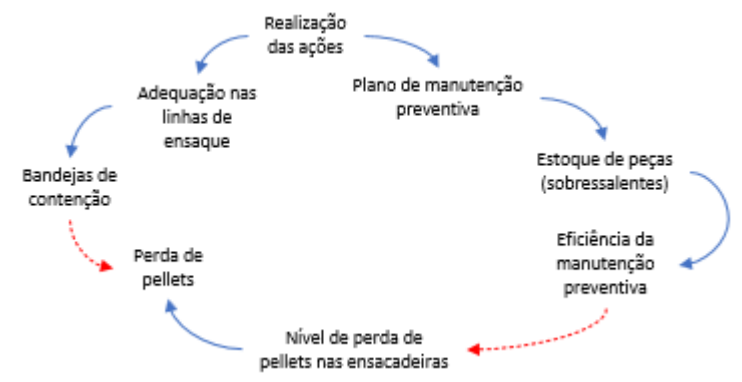 Realização
das ações
Adequação nas
linhas de
ensaque
Plano de manutenção
preventiva
Bandejas de
contenção
Estoque de peças
(sobressalentes)
Perda de
pellets
Eficiência da
manutenção
preventiva
Nível de perda de
pellets nas ensacadeiras